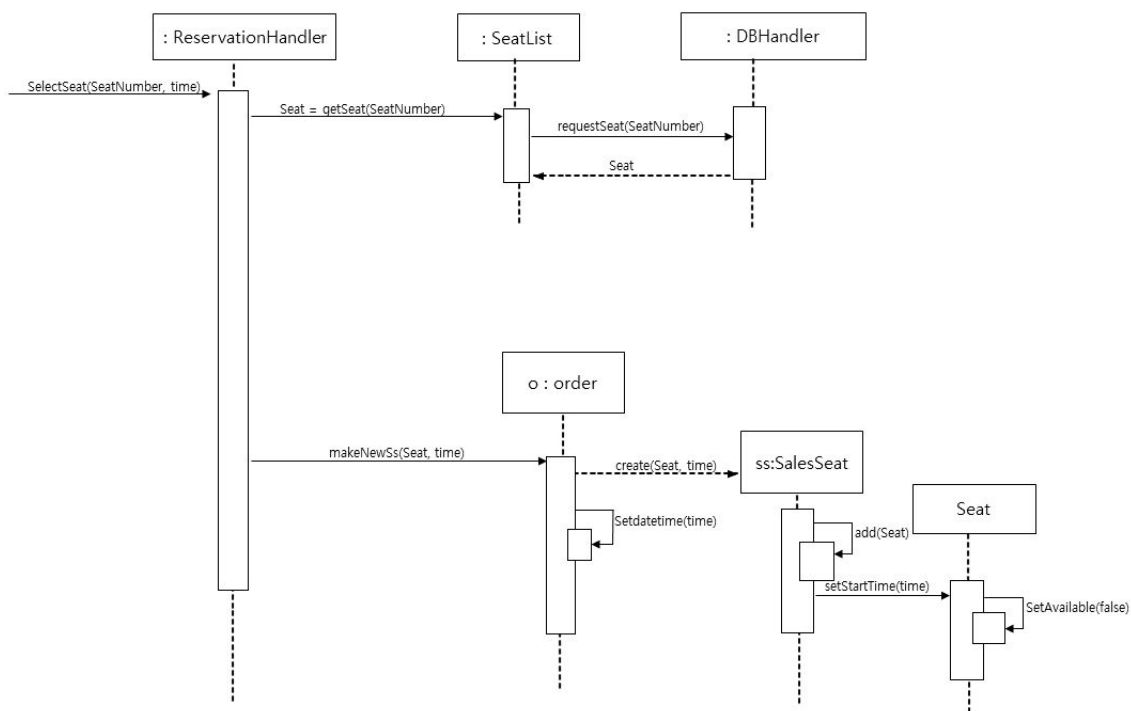 : ReservationHandler
: SeatList
: DBHandler
SelectSeat(SeatNumber, time)
Seat = getSeat(SeatNumber)
requestSeat(SeatNumber)
Seat
o : order
makeNewSs(Seat, time)
create(Seat, time)
ss:SalesSeat
Seat
Setdatetime(time)
add(Seat)
setStartTime(time)
SetAvailable(false)